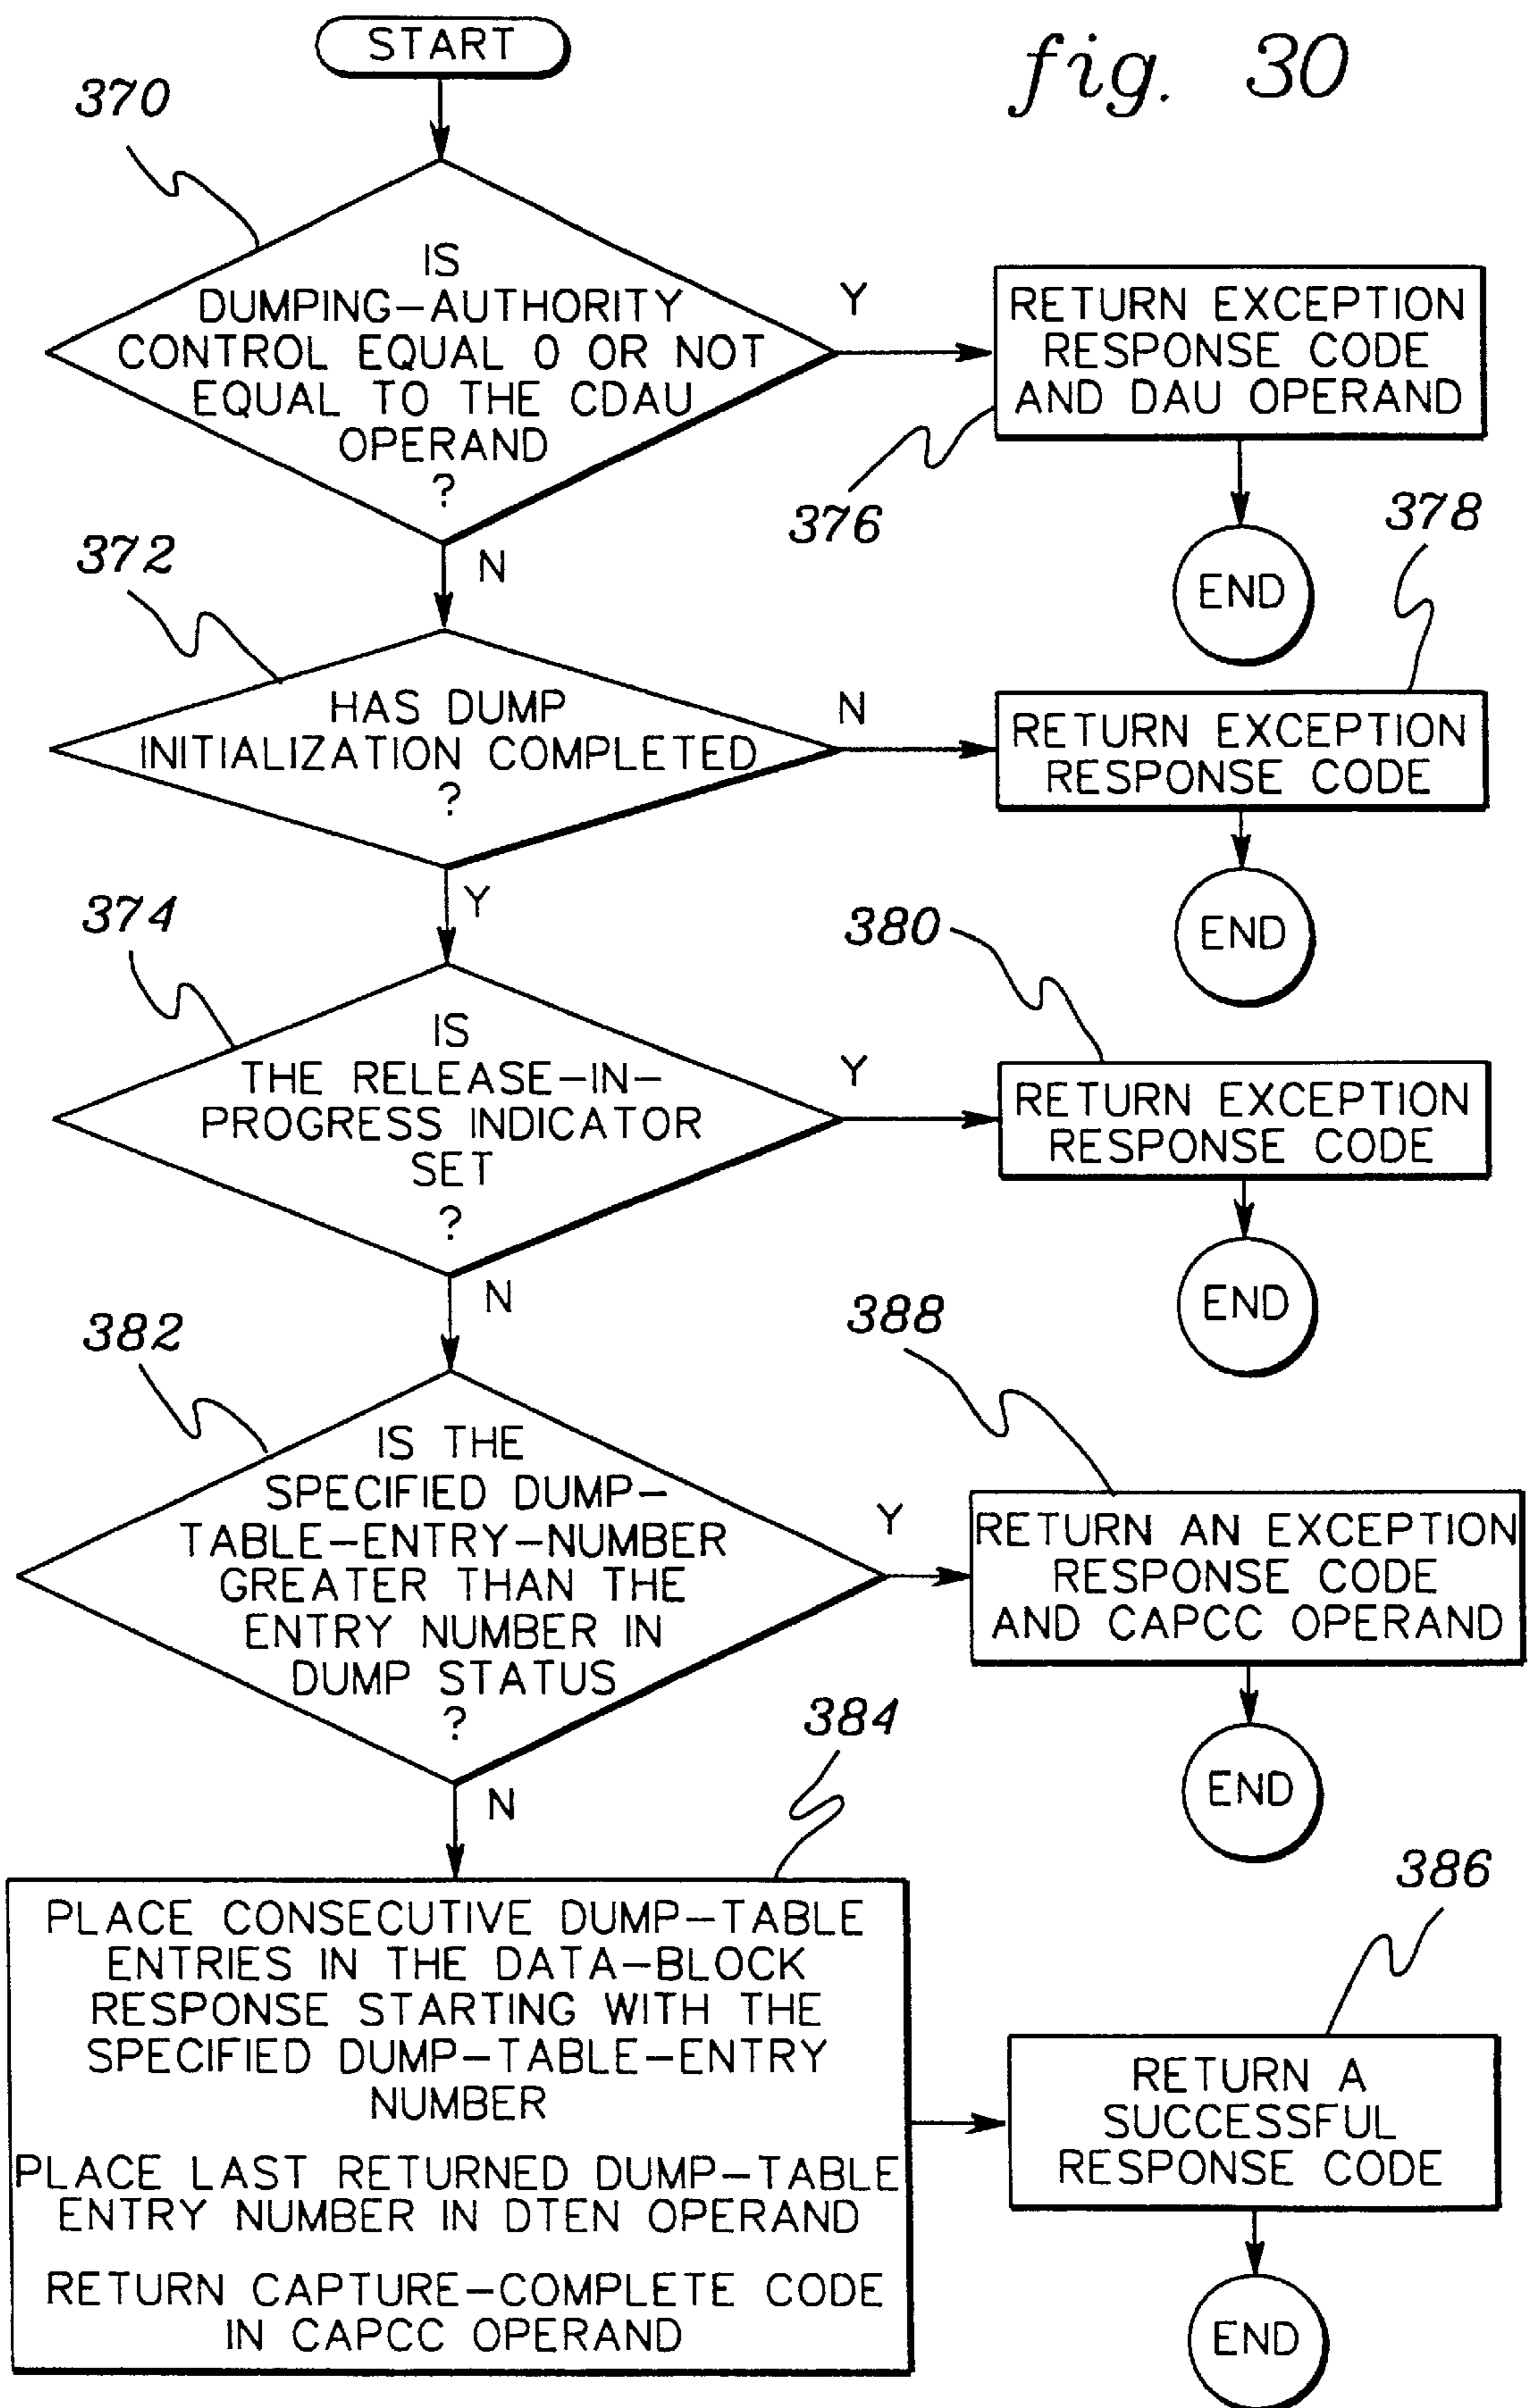 START
fig. 30
370
IS
DUMPING-AUTHORITY
CONTROL EQUAL 0 OR NOT
EQUAL TO THE CDAU
OPERAND
?
Y
RETURN EXCEPTION
RESPONSE CODE
AND DAU OPERAND
376
END
N
372
HAS DUMP
INITIALIZATION COMPLETED
?
N
378
RETURN EXCEPTION
RESPONSE CODE
END
Y
374
IS
THE RELEASE-IN-
PROGRESS INDICATOR
SET
?
Y
380
RETURN EXCEPTION
RESPONSE CODE
END
N
382
IS THE
SPECIFIED DUMP-
TABLE-ENTRY-NUMBER
GREATER THAN THE
ENTRY NUMBER IN
DUMP STATUS
?
Y
388
RETURN AN EXCEPTION
RESPONSE CODE
AND CAPCC OPERAND
END
N
384
PLACE CONSECUTIVE DUMP-TABLE
ENTRIES IN THE DATA-BLOCK
RESPONSE STARTING WITH THE
SPECIFIED DUMP-TABLE-ENTRY
NUMBER
PLACE LAST RETURNED DUMP-TABLE
ENTRY NUMBER IN DTEN OPERAND
RETURN CAPTURE-COMPLETE CODE
IN CAPCC OPERAND
386
RETURN A
SUCCESSFUL
RESPONSE CODE
END